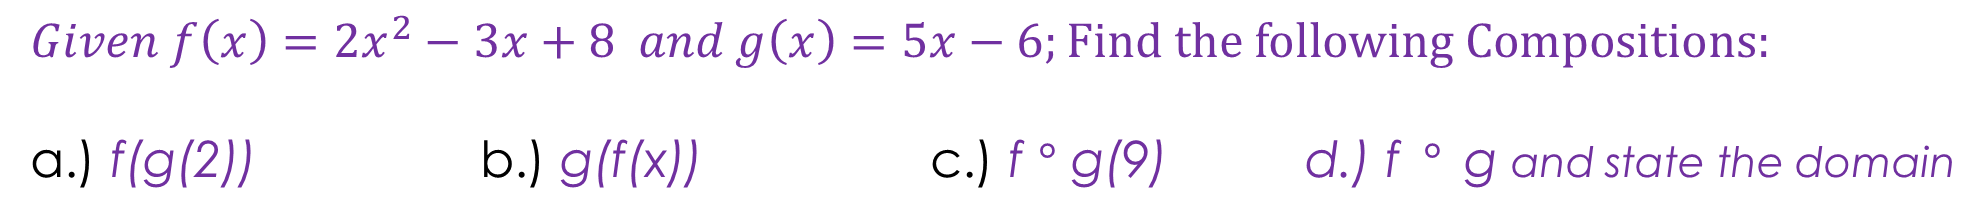 Given f(x) = 2x² − 3x + 8 and g(x) = 5x − 6; Find the following Compositions:
a.) f(g(2)) b.) g(f(x)) c.) f ° g(9) d.) f ° g and state the domain